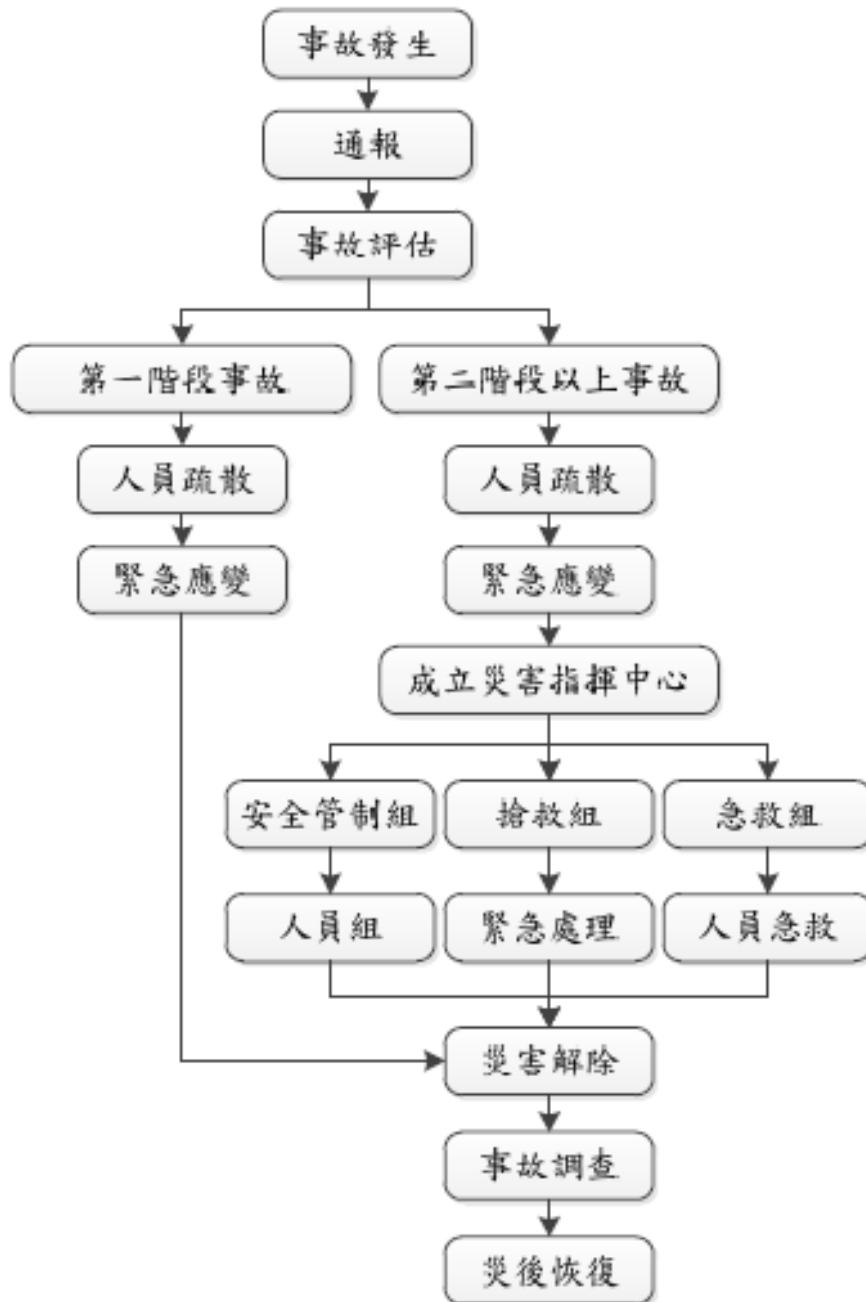 事故發生
通報
事故評估
第一階段事故
第二階段以上事故
人員疏散
人員疏散
緊急應變
緊急應變
成立災害指揮中心
安全管制組
搶救組
急救組
人員組
緊急處理
人員急救
災害解除
事故調查
災後恢復